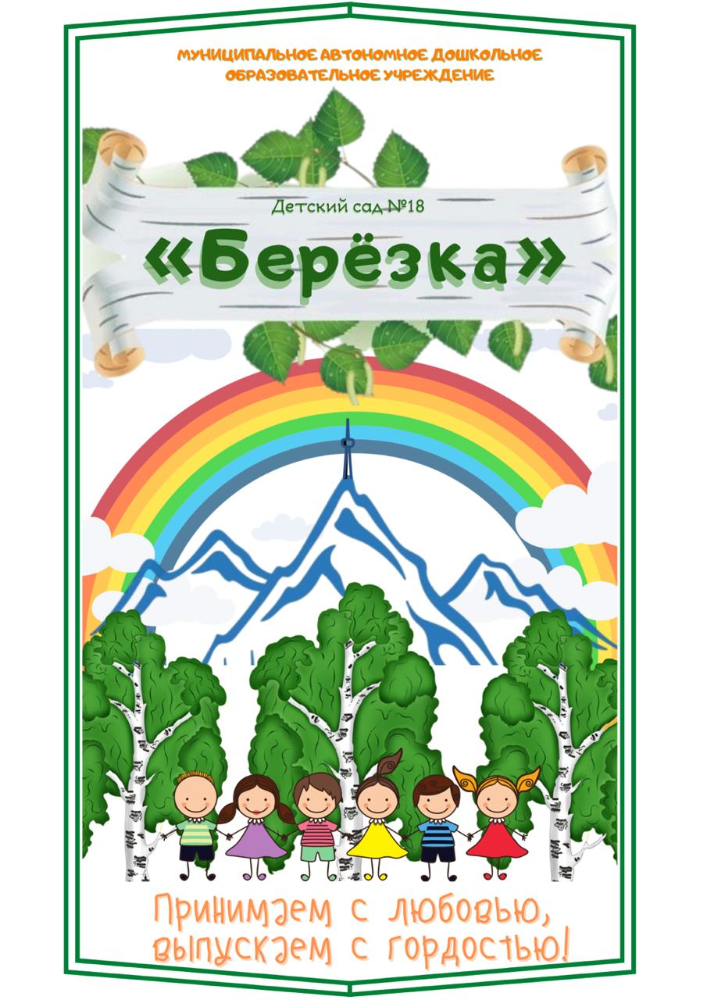 МУНИЦИПАЛЬНОЕ АВТОНОМНОЕ ДОШКОЛЬНОЕ
ОБРАЗОВАТЕЛЬНОЕ УЧРЕЖДЕНИЕ
Детский сад №18
«Берёзка»
Принимаем с любовью,
выпускаем с гордостью!